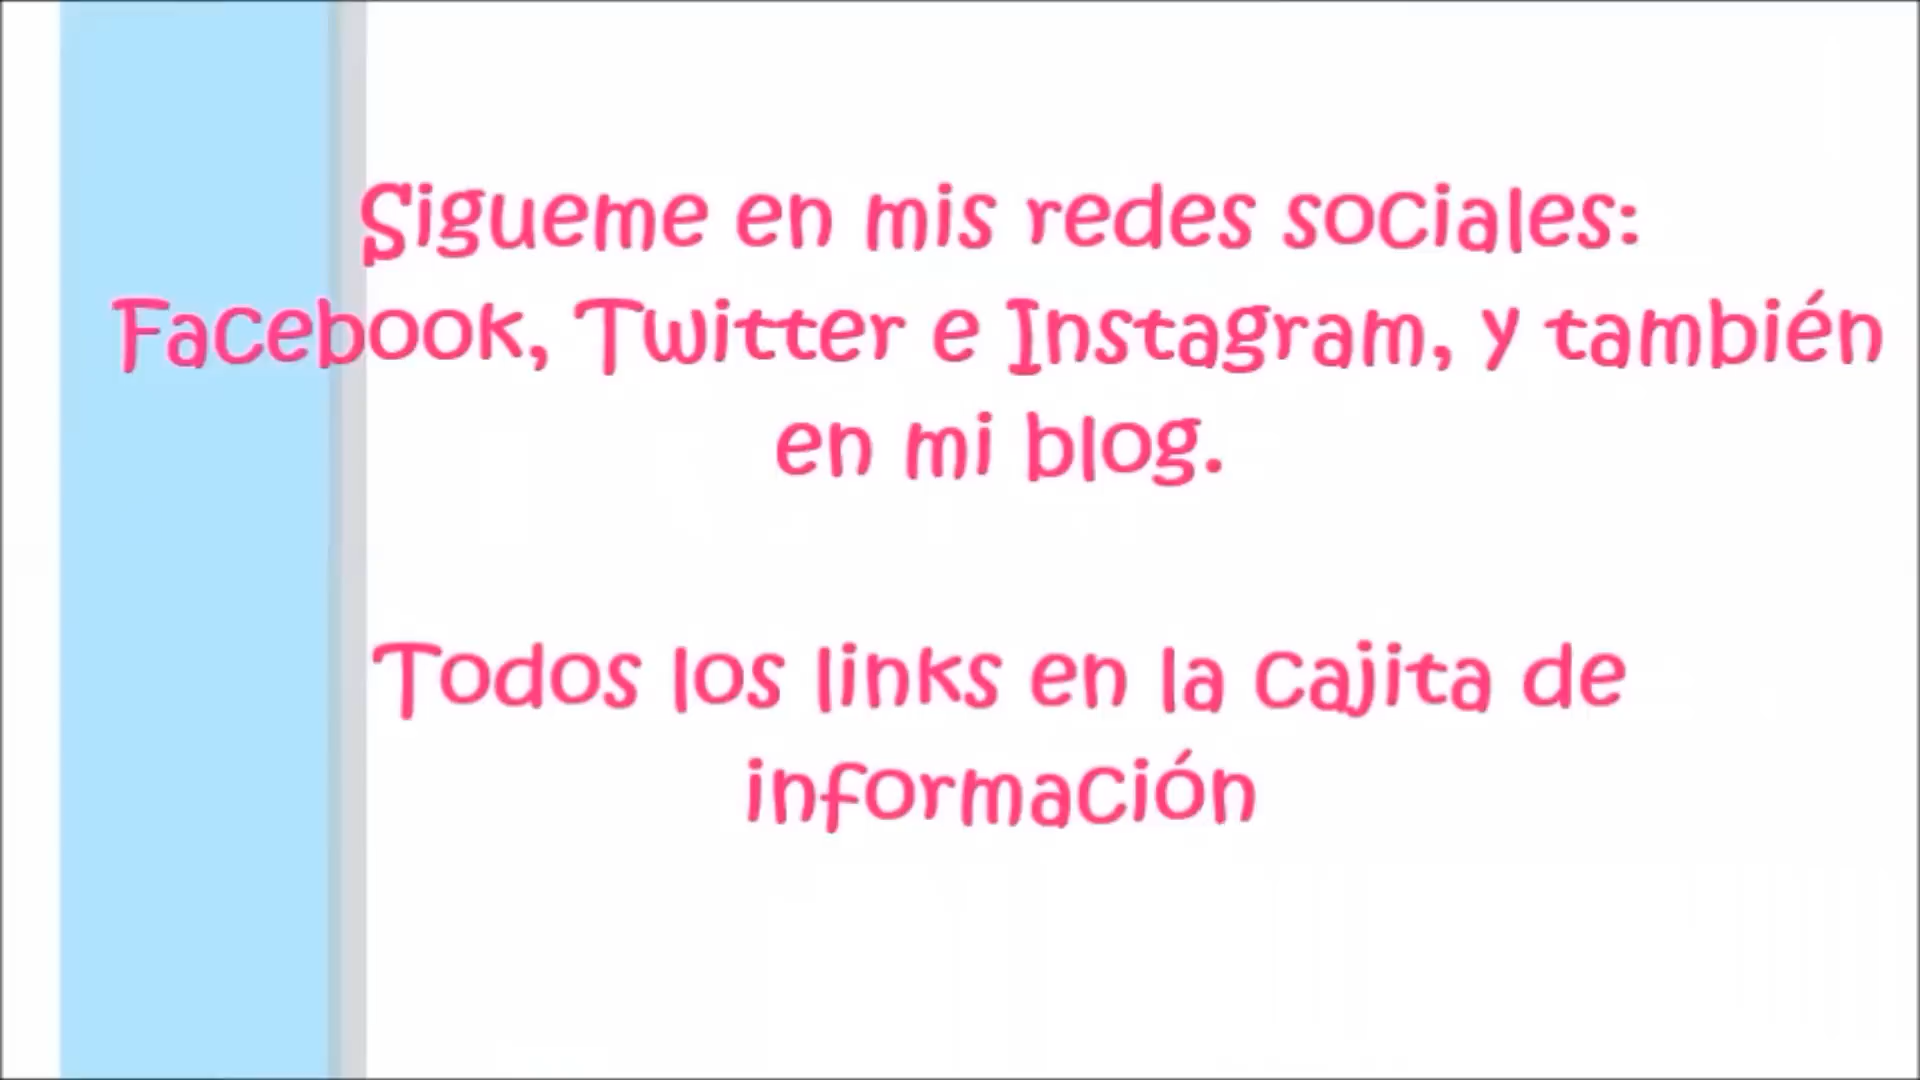 Sigueme en mis redes sociales:
Facebook, Twitter e Instagram, y también
en mi blog.
Todos los links en la cajita de
información